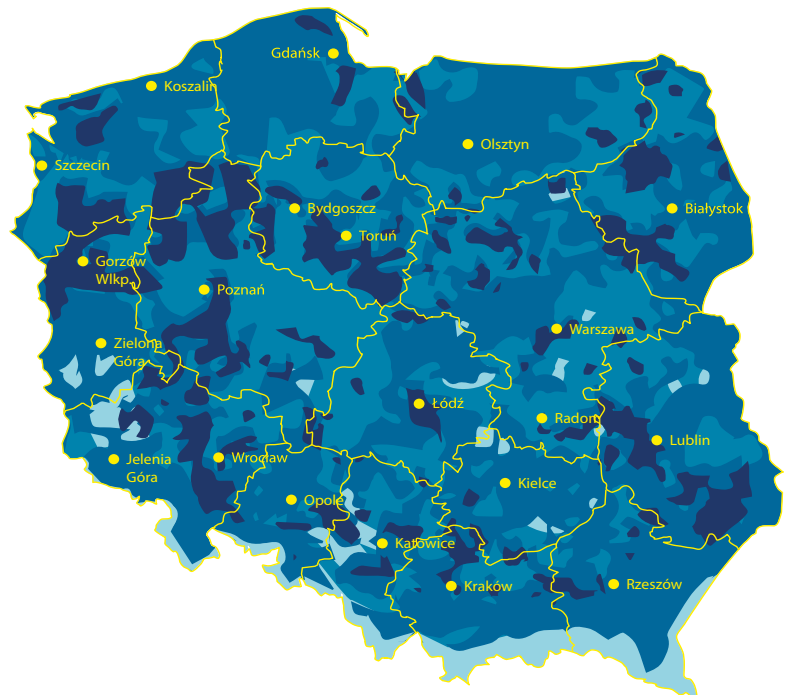 Gdańsk
Koszalin
Olsztyn
Szczecin
Bydgoszcz
Białystok
Toruń
Gorzów
Wlkp.
Poznań
Warszawa
Zielona
Góra
Łódź
Radom
Lublin
Jelenia
Góra
Wrocław
Kielce
Opole
Katowice
Kraków
Rzeszów